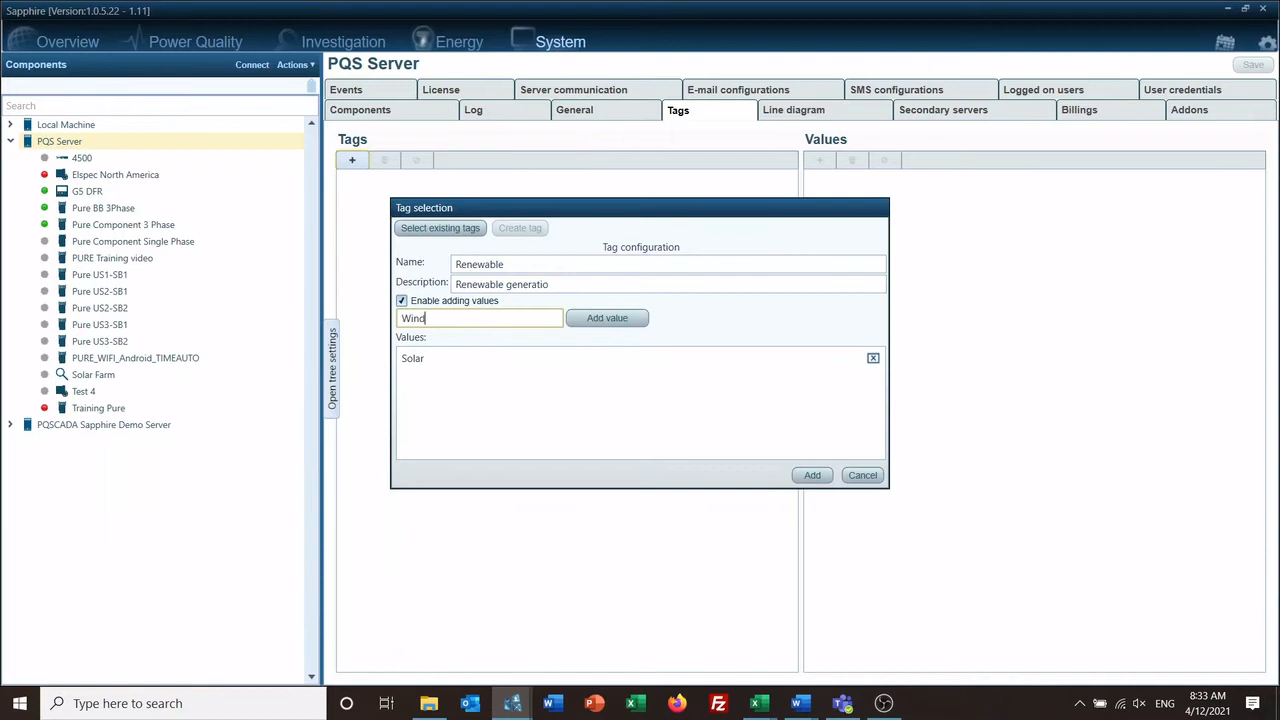 Sapphire [Version:1.0.5.22 - 1.11]
Overview Power Quality Investigation Energy System
Components Connect Actions
PQS Server Save
Events License Server communication E-mail configurations SMS configurations Logged on users User credentials
Components Log General Tags Line diagram Secondary servers Billings Addons
Search
Local Machine
PQS Server
4500
Elspec North America
G5 DFR
Pure BB 3Phase
Pure Component 3 Phase
Pure Component Single Phase
PURE Training video
Pure US1-SB1
Pure US2-SB1
Pure US2-SB2
Pure US3-SB1
Pure US3-SB2
PURE_WIFI_Android_TIMEAUTO
Solar Farm
Test 4
Training Pure
PQSCADA Sapphire Demo Server
Open tree settings
Tags Values
+ +
Tag selection
Select existing tags Create tag
Tag configuration
Name: Renewable
Description: Renewable generatio
Enable adding values
Wind Add value
Values:
Solar
Add Cancel
Type here to search
ENG
8:33 AM
4/12/2021